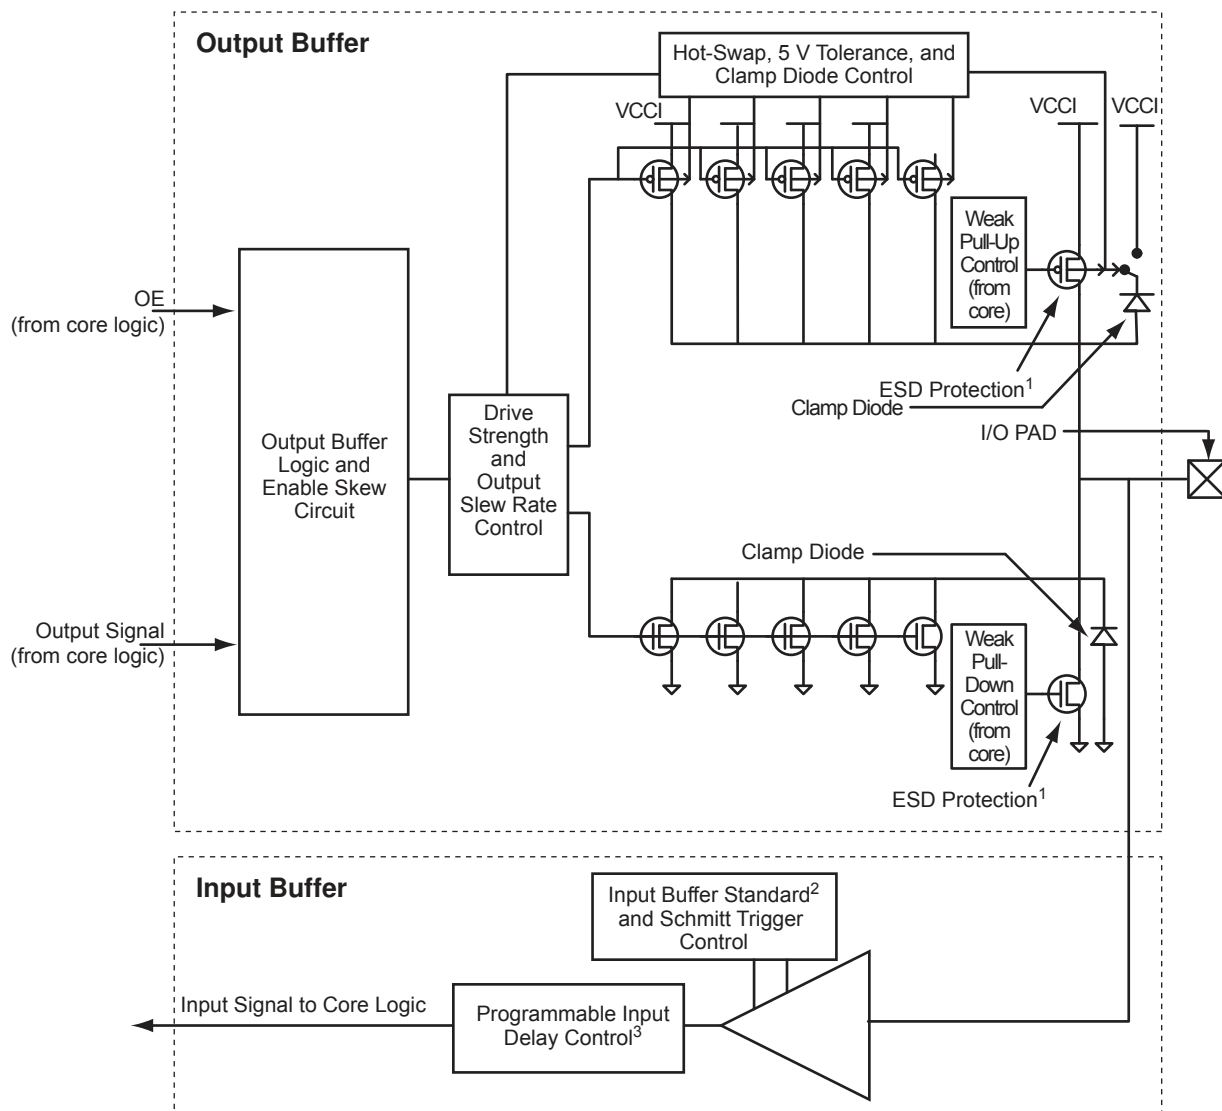 Output Buffer
Hot-Swap, 5 V Tolerance, and
Clamp Diode Control
VCCI
VCCI
VCCI
Weak
Pull-Up
Control
(from
core)
OE
(from core logic)
ESD Protection1
Clamp Diode
I/O PAD
Drive
Strength
and
Output
Slew Rate
Control
Output Buffer
Logic and
Enable Skew
Circuit
Clamp Diode
Output Signal
(from core logic)
Weak
Pull-
Down
Control
(from
core)
ESD Protection1
Input Buffer
Input Buffer Standard2
and Schmitt Trigger
Control
Input Signal to Core Logic
Programmable Input
Delay Control3